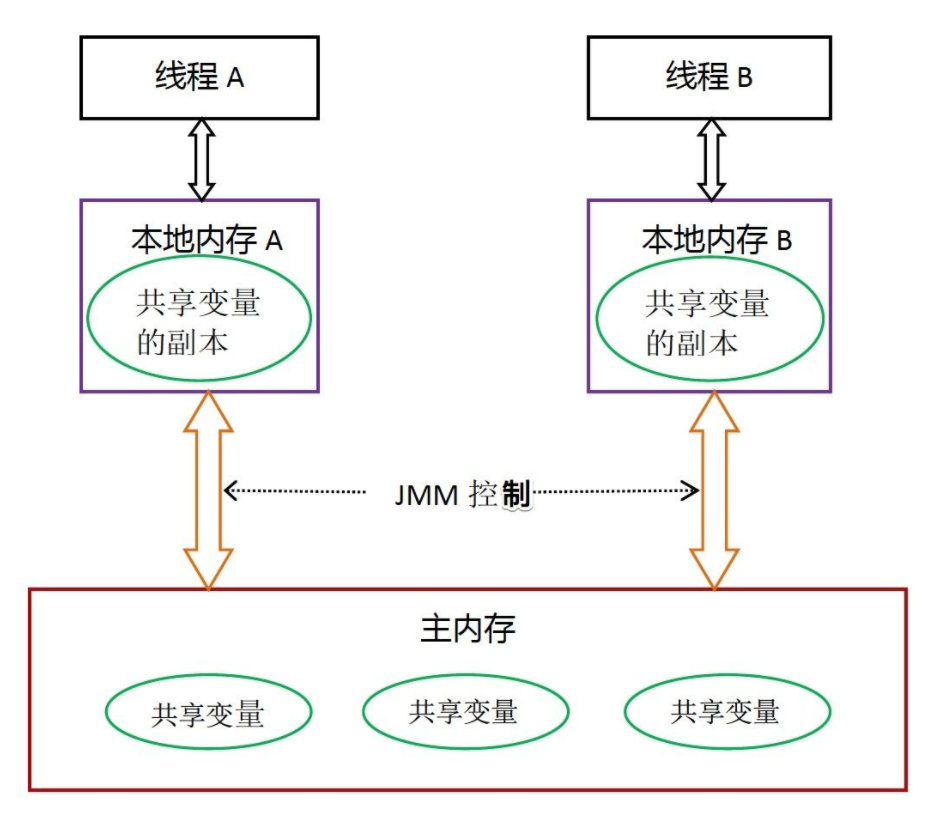 线程 A
线程 B
本地内存 A
共享变量
的副本
本地内存 B
共享变量
的副本
JMM 控制
主内存
共享变量
共享变量
共享变量